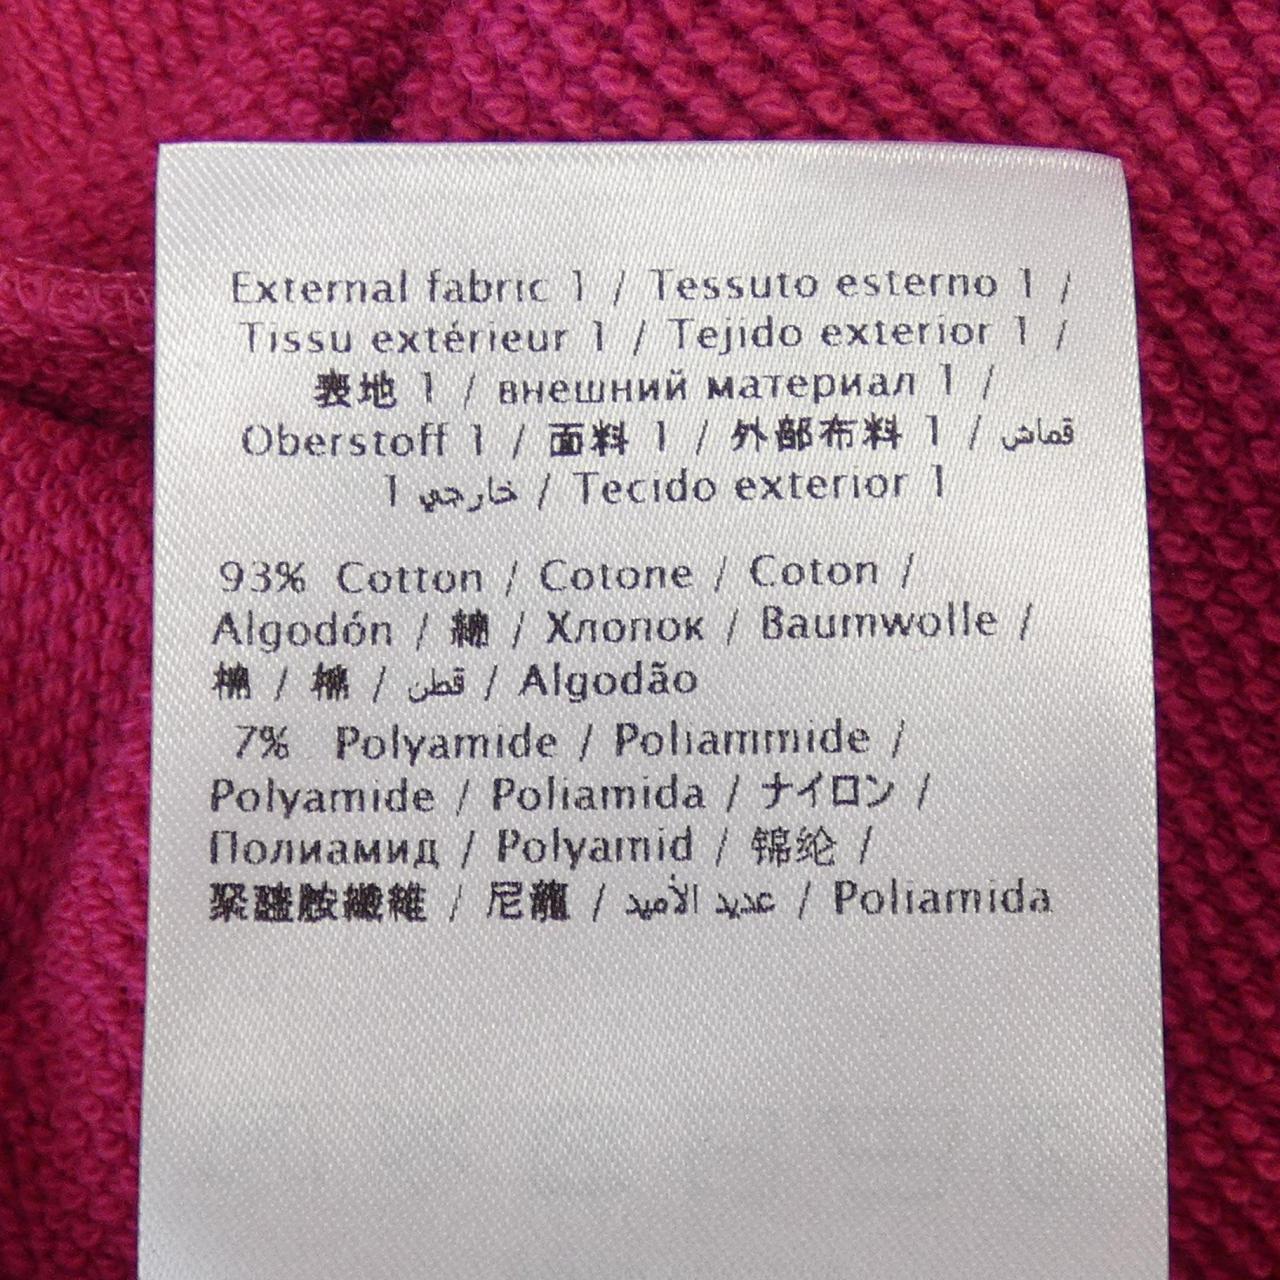 External fabric 1 / Tessuto esterno 1 /
Tissu extérieur 1 / Tejido exterior 1 /
表地 1 / внешний материал 1 /
Oberstoff 1 / 面料 1 / 外部布料 1 / قماش
خارجي 1 / Tecido exterior 1
93% Cotton / Cotone / Coton /
Algodón / 綿 / Хлопок / Baumwolle /
棉 / 棉 / قطن / Algodão
7% Polyamide / Poliammide /
Polyamide / Poliamida / ナイロン /
Полиамид / Polyamid / 锦纶 /
聚醯胺纖維 / 尼龍 / عديد الأميد / Poliamida